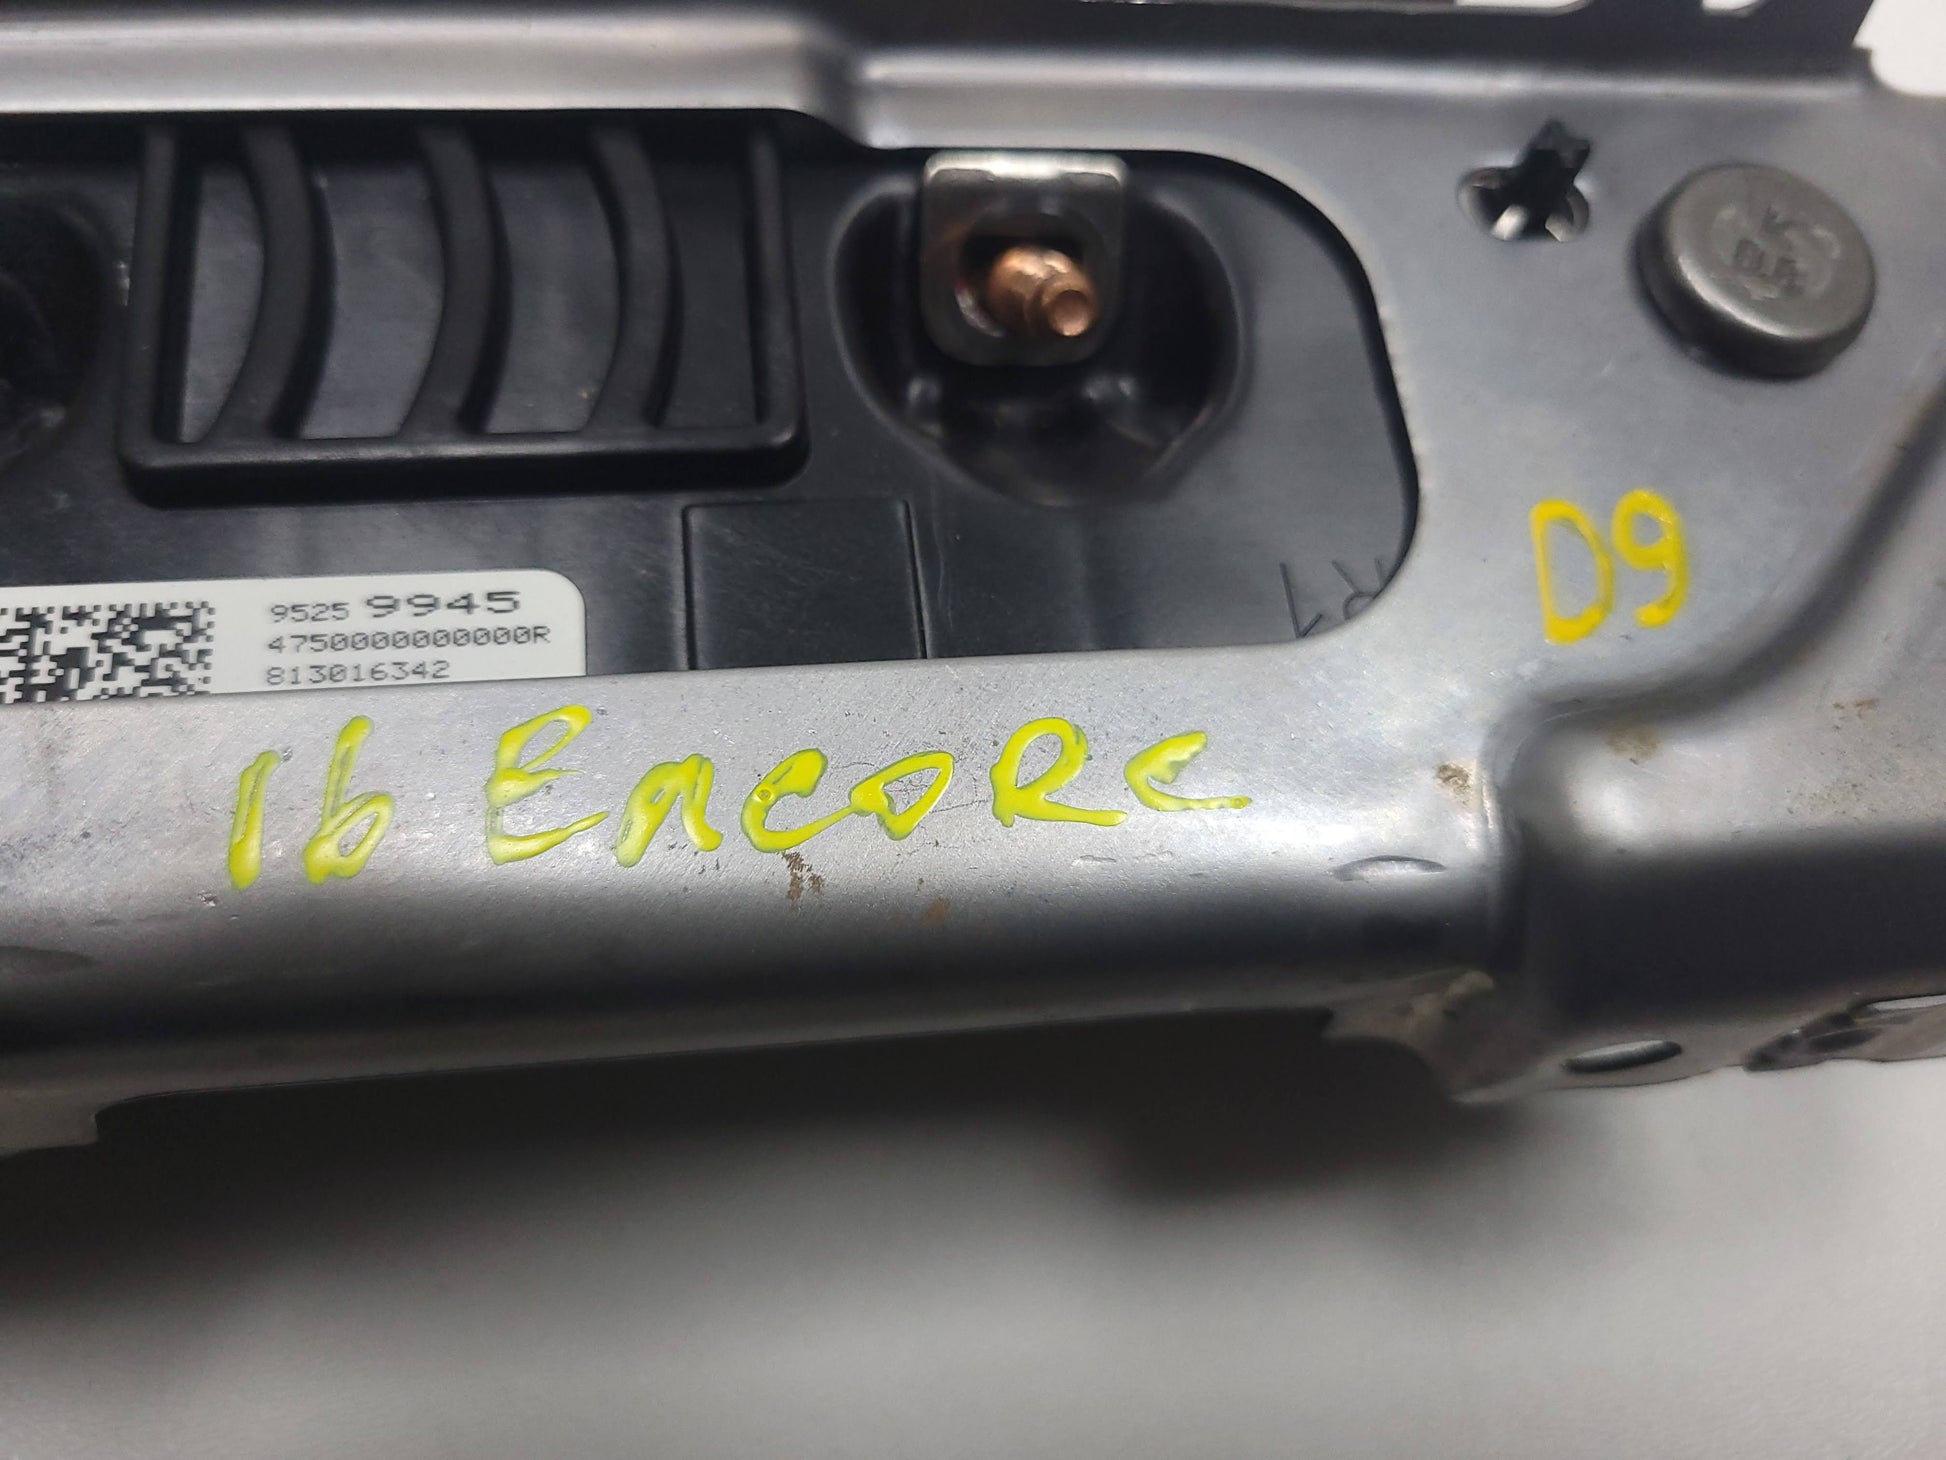 D9
9525 9945
4750000000000R
813016342
16 EncoRe